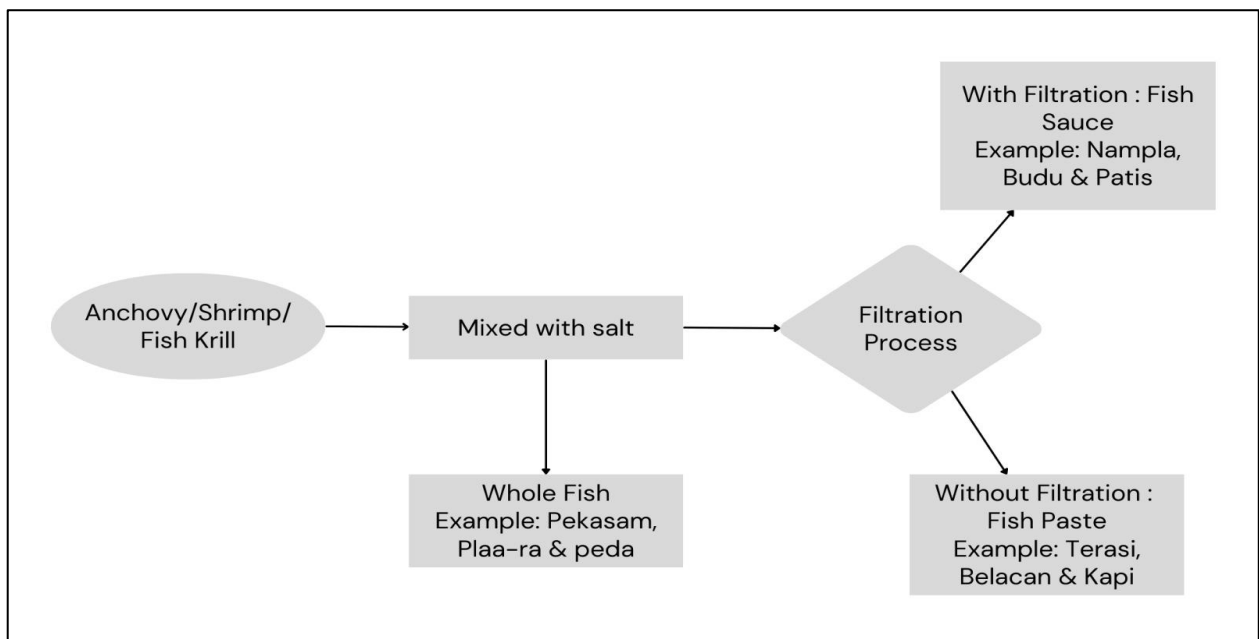 Anchovy/Shrimp/
Fish Krill
Mixed with salt
Whole Fish
Example: Pekasam,
Plaa-ra & peda
Filtration
Process
With Filtration : Fish
Sauce
Example: Nampla,
Budu & Patis
Without Filtration :
Fish Paste
Example: Terasi,
Belacan & Kapi